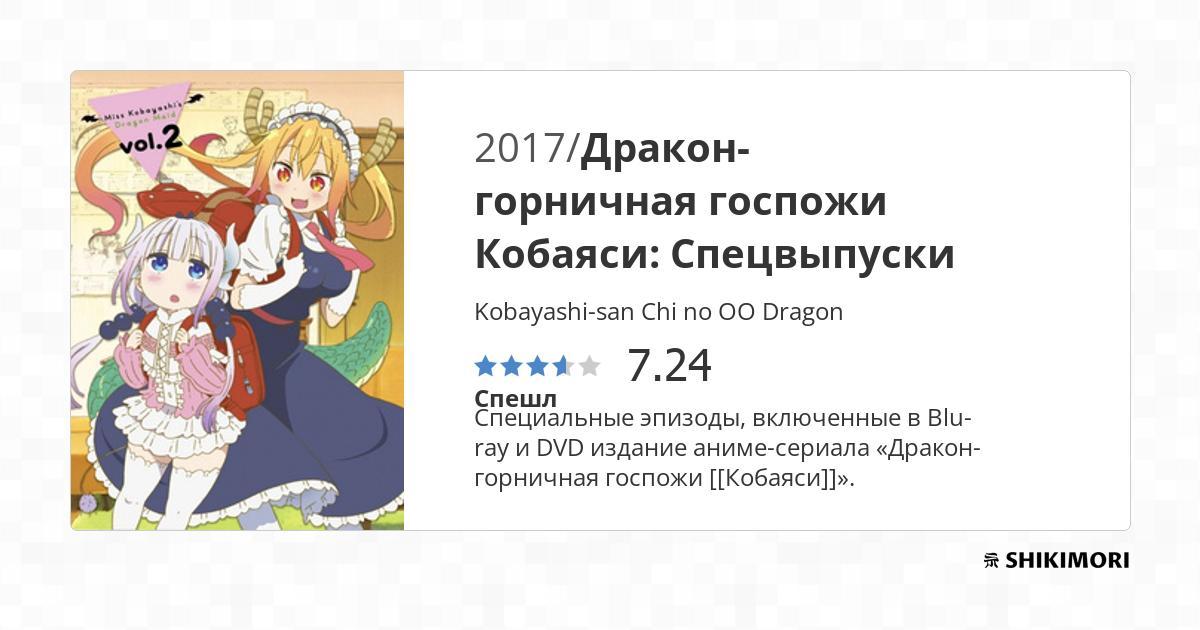 Miss Kobayashi's
Dragon Maid
vol.2
2017/Дракон-
горничная госпожи
Кобаяси: Спецвыпуски
Kobayashi-san Chi no OO Dragon
7.24
Спешл
Специальные эпизоды, включенные в Blu-
ray и DVD издание аниме-сериала «Дракон-
горничная госпожи [[Кобаяси]]».
SHIKIMORI